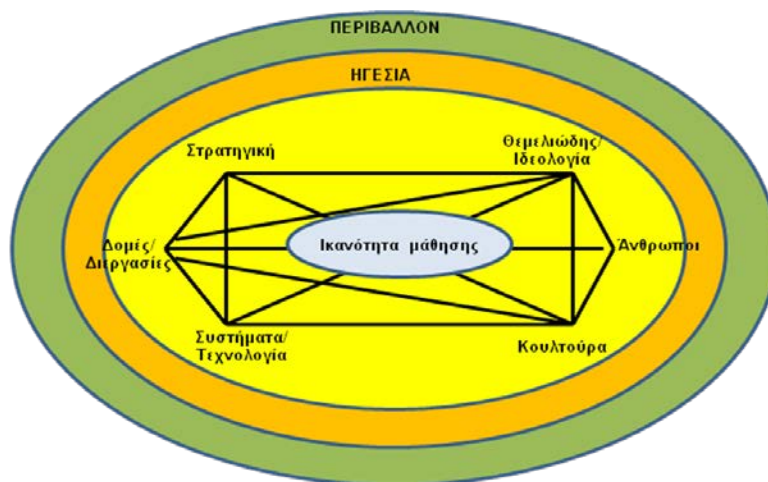 ΠΕΡΙΒΑΛΛΟΝ
ΗΓΕΣΙΑ
Στρατηγική
Θεμελιώδης/
Ιδεολογία
Δομές/
Διεργασίες
Ικανότητα μάθησης
Άνθρωποι
Συστήματα/
Τεχνολογία
Κουλτούρα